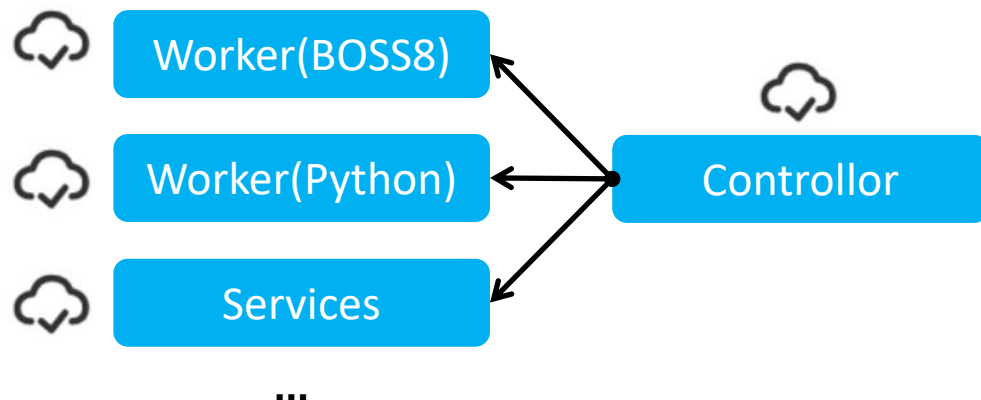 Worker(BOSS8)
Worker(Python)
Controllor
Services
...